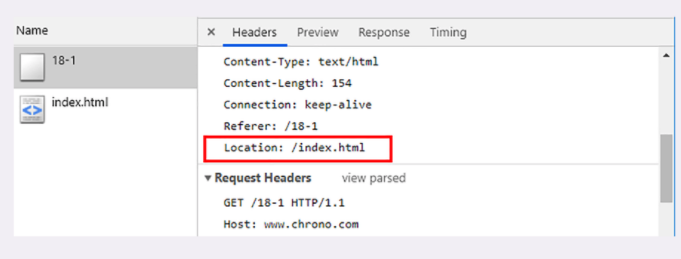 Name
× Headers Preview Response Timing
18-1
index.html
Content-Type: text/html
Content-Length: 154
Connection: keep-alive
Referer: /18-1
Location: /index.html
▼ Request Headers view parsed
GET /18-1 HTTP/1.1
Host: www.chrono.com